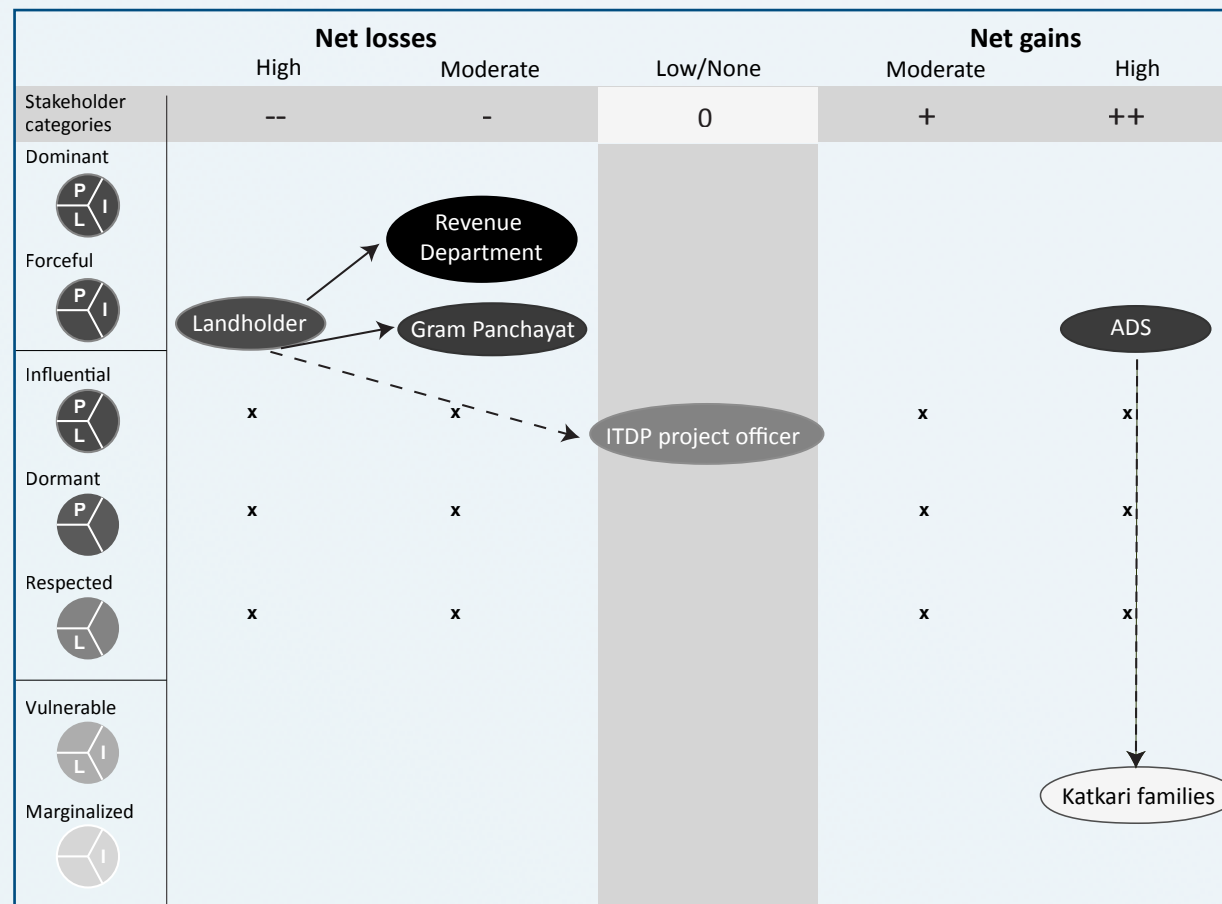 Net losses
Net gains
High
Moderate
Low/None
Moderate
High
Stakeholder
categories
--
-
0
+
++
Dominant
P
I
L
Revenue
Department
Forceful
P
I
Landholder
Gram Panchayat
ADS
Influential
P
L
x
x
x
x
ITDP project officer
Dormant
P
x
x
x
x
Respected
L
x
x
x
x
Vulnerable
I
L
Katkari families
Marginalized
I